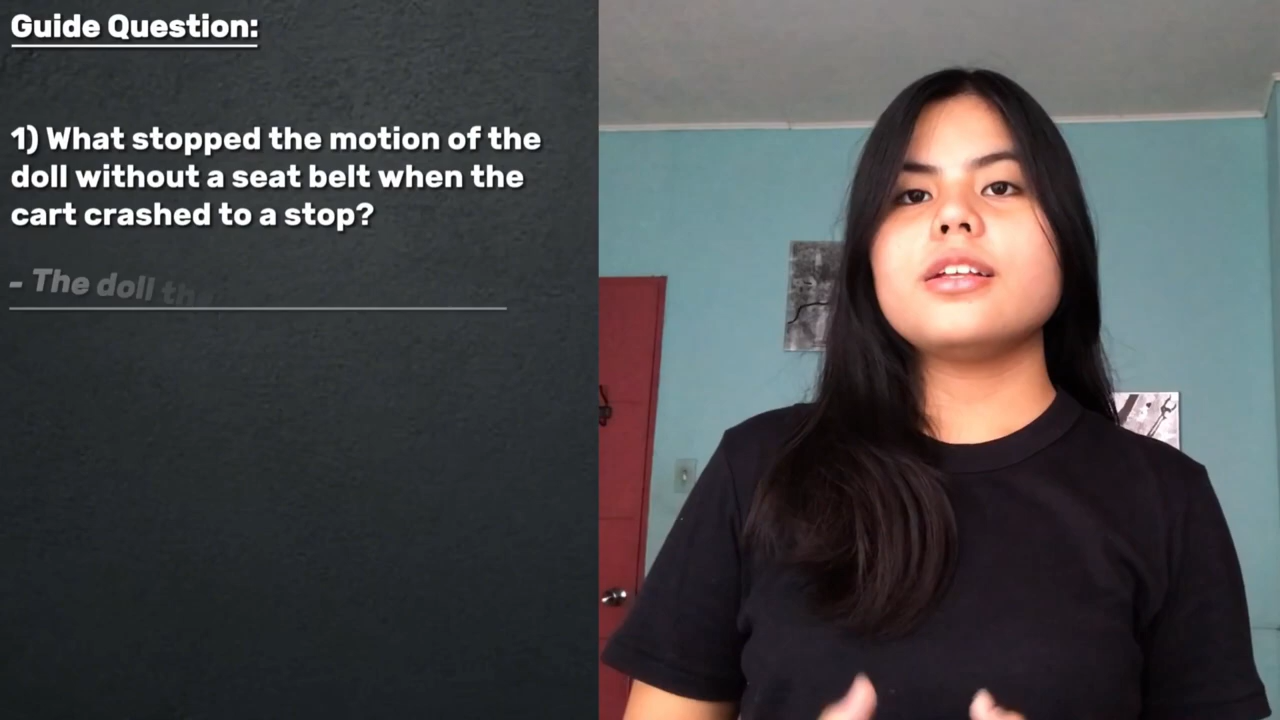 Guide Question:
1) What stopped the motion of the
doll without a seat belt when the
cart crashed to a stop?
- The doll th